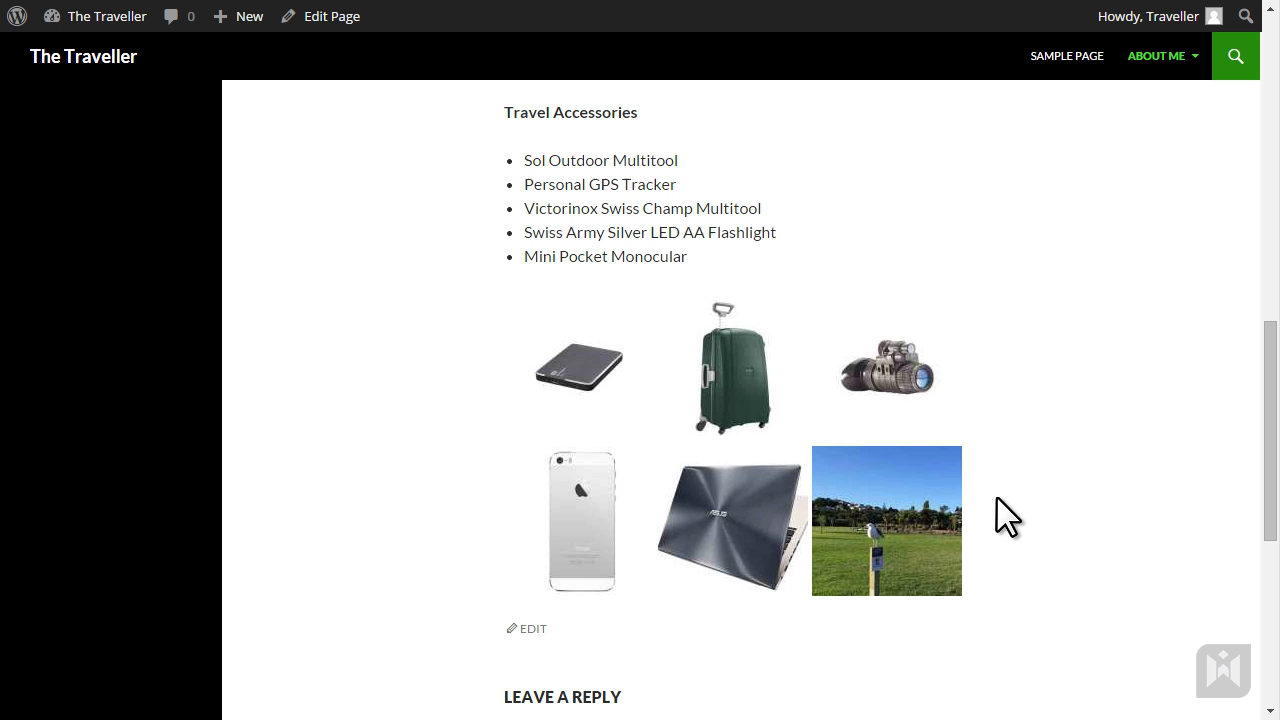 The Traveller
0
New
Edit Page
Howdy, Traveller
The Traveller
SAMPLE PAGE
ABOUT ME
Travel Accessories
Sol Outdoor Multitool
Personal GPS Tracker
Victorinox Swiss Champ Multitool
Swiss Army Silver LED AA Flashlight
Mini Pocket Monocular
ASUS
EDIT
LEAVE A REPLY